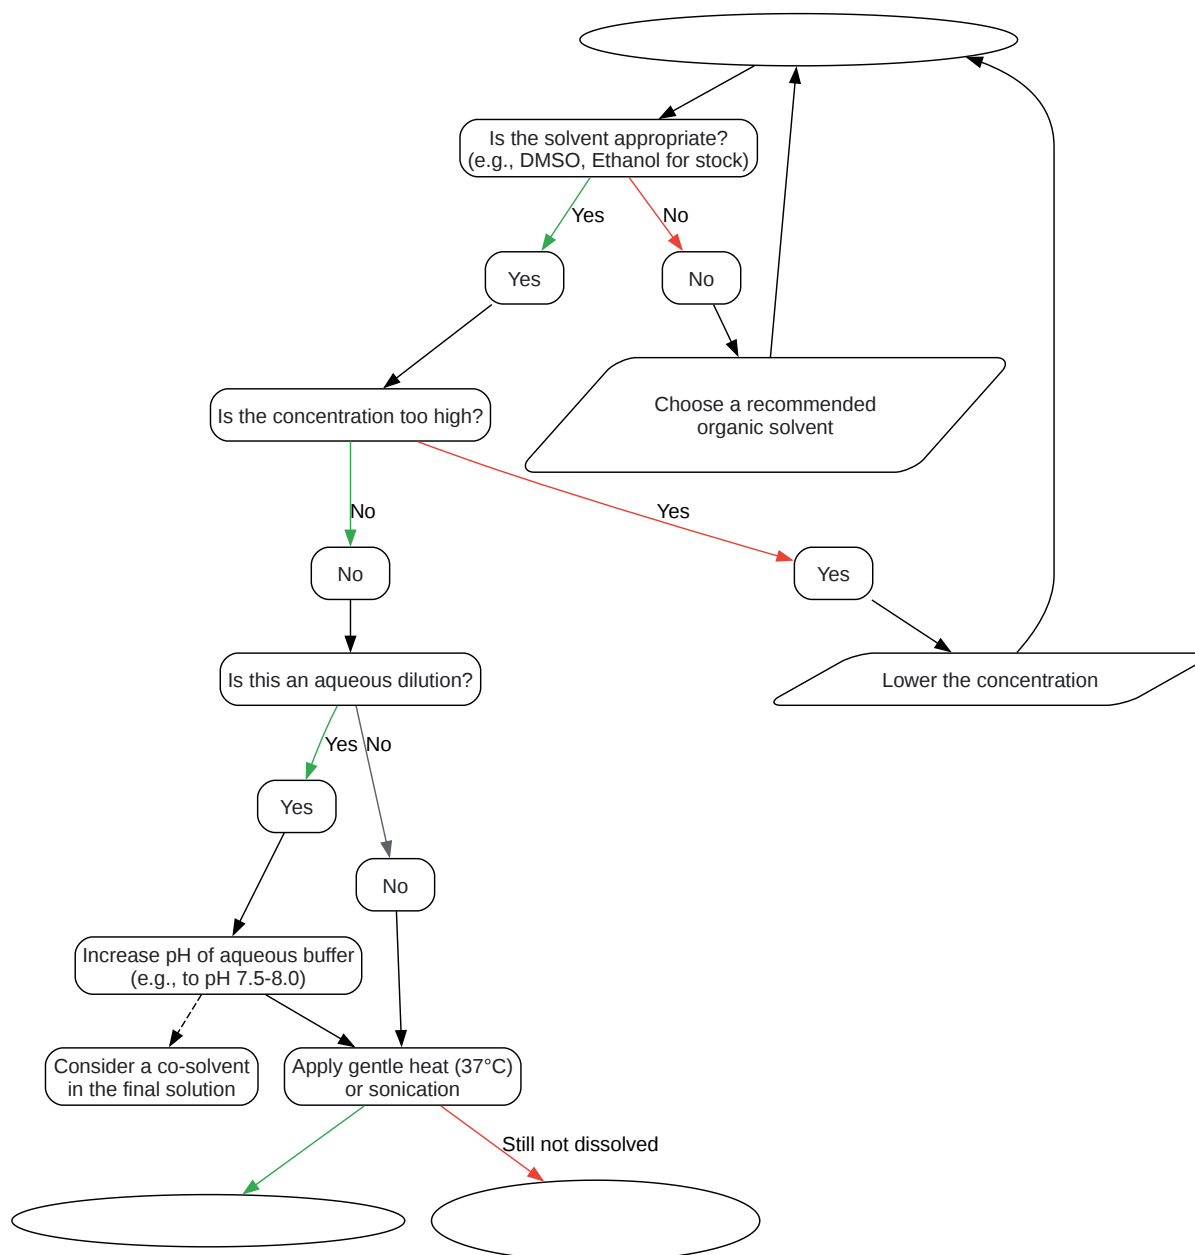 Is the solvent appropriate?
(e.g., DMSO, Ethanol for stock)
Yes
No
Yes
No
Choose a recommended
organic solvent
Is the concentration too high?
No
Yes
No
Yes
Is this an aqueous dilution?
Lower the concentration
Yes
No
Yes
No
Increase pH of aqueous buffer
(e.g., to pH 7.5-8.0)
Consider a co-solvent
in the final solution
Apply gentle heat (37°C)
or sonication
Still not dissolved